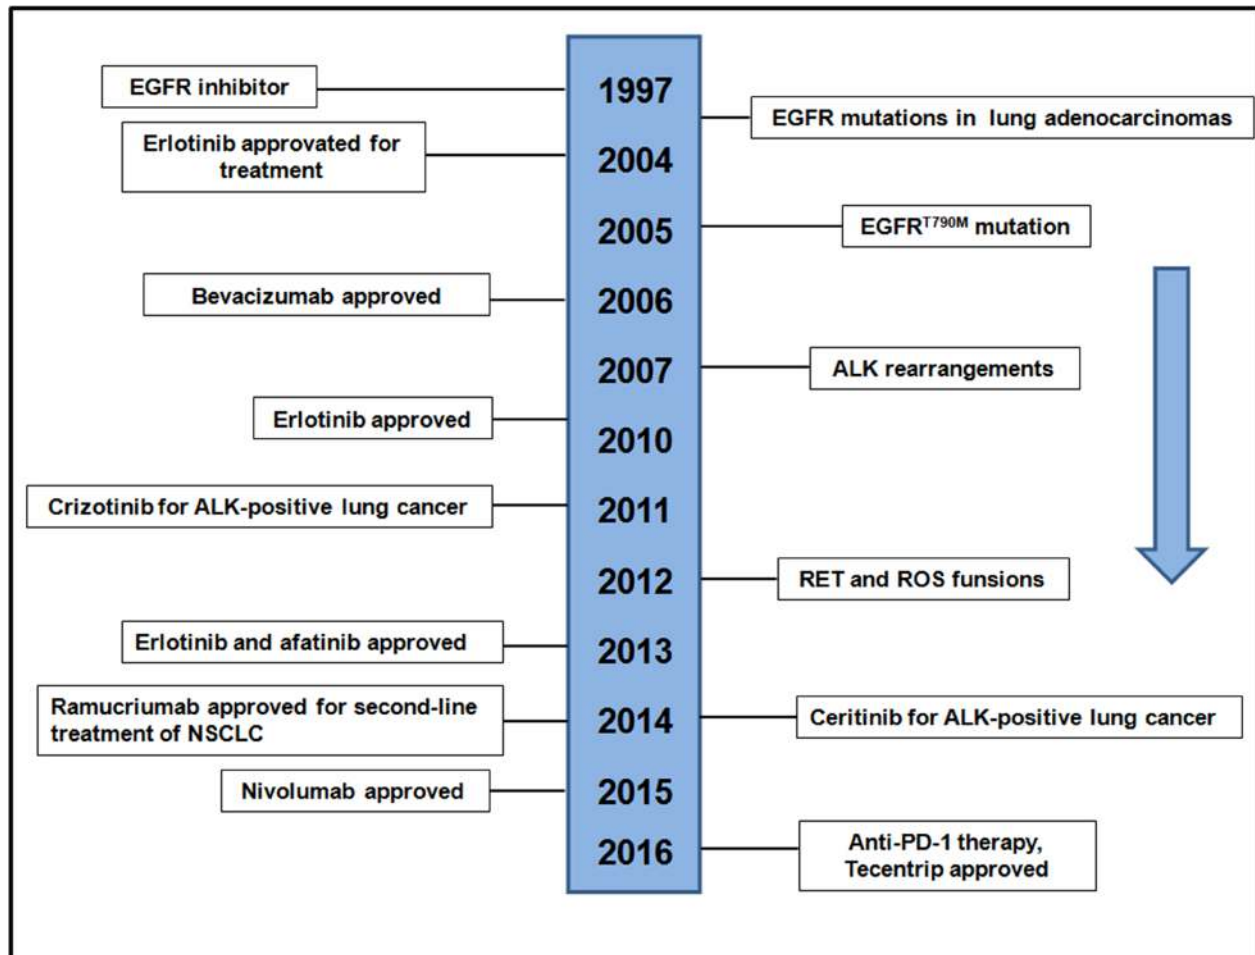 EGFR inhibitor
1997
EGFR mutations in lung adenocarcinomas
Erlotinib approvated for
treatment
2004
2005
EGFRT790M mutation
Bevacizumab approved
2006
2007
ALK rearrangements
Erlotinib approved
2010
Crizotinib for ALK-positive lung cancer
2011
2012
RET and ROS funsions
Erlotinib and afatinib approved
2013
Ramucriumab approved for second-line
treatment of NSCLC
2014
Ceritinib for ALK-positive lung cancer
Nivolumab approved
2015
2016
Anti-PD-1 therapy,
Tecentrip approved